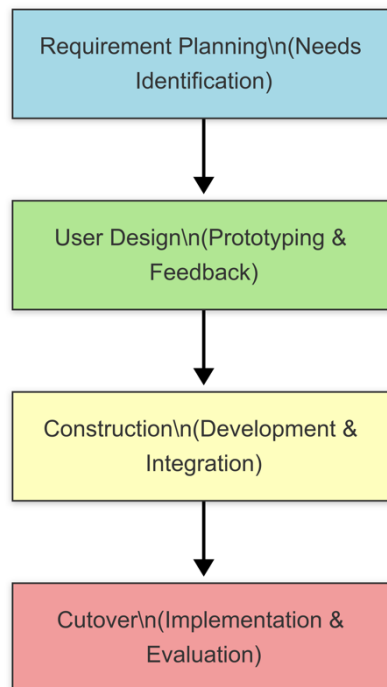 Requirement Planning\n(Needs
Identification)
User Design\n(Prototyping &
Feedback)
Construction\n(Development &
Integration)
Cutover\n(Implementation &
Evaluation)